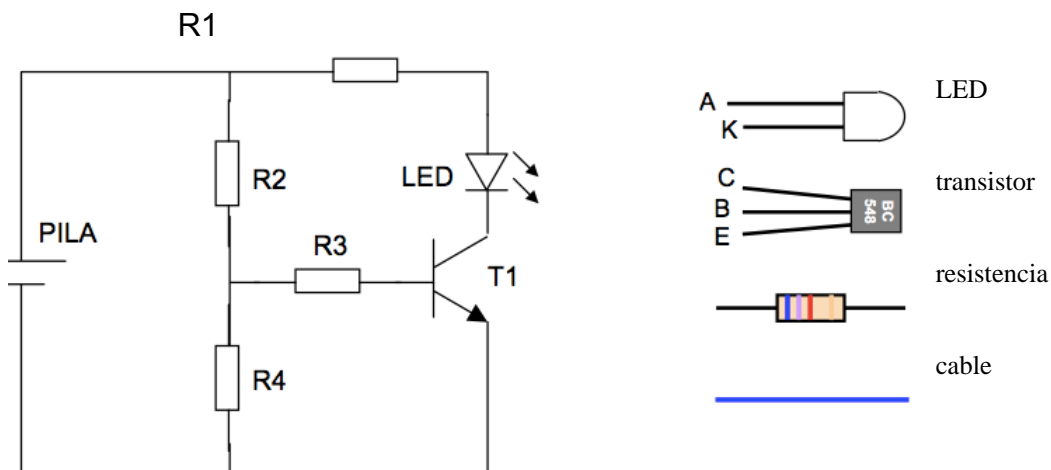 R1
R2
LED
PILA
R3
T1
R4
A
K
LED
C
B
E
BC
548
transistor
resistencia
cable